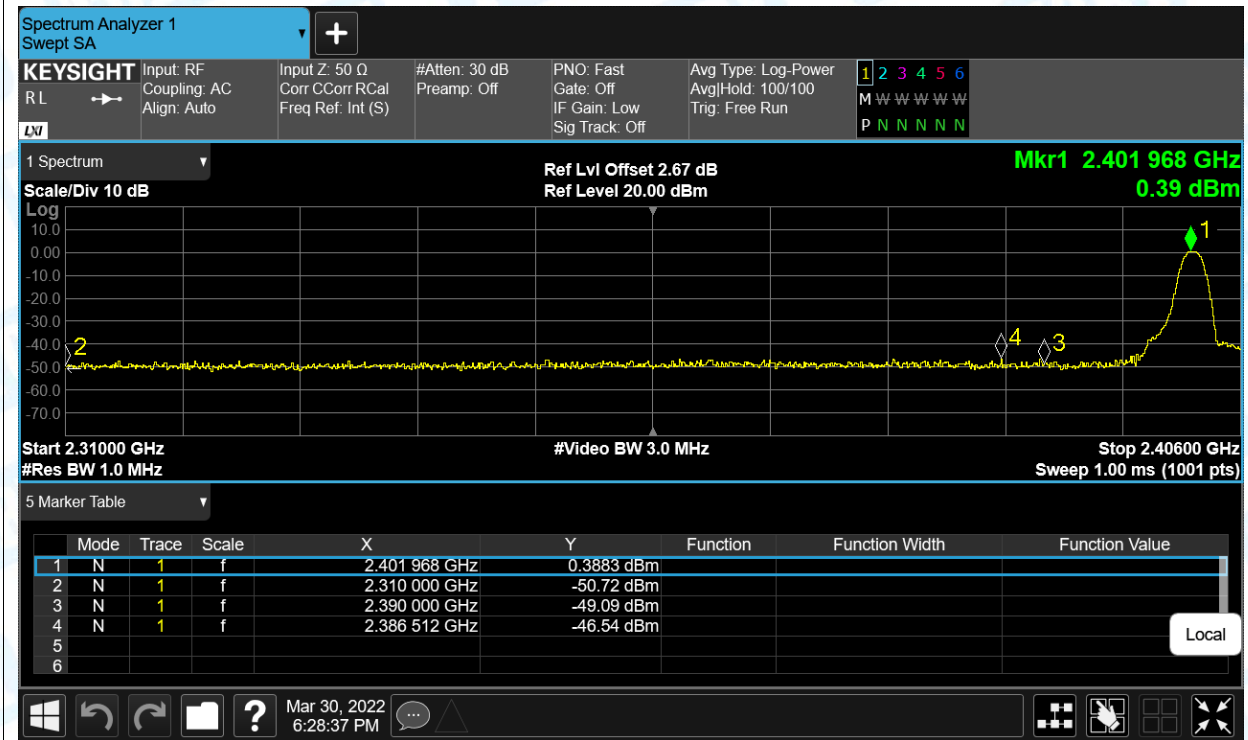 Spectrum Analyzer 1
Swept SA
KEYSIGHT
R L
LXI
Input: RF
Coupling: AC
Align: Auto
Input Z: 50 Ω
Corr CCorr RCal
Freq Ref: Int (S)
#Atten: 30 dB
Preamp: Off
PNO: Fast
Gate: Off
IF Gain: Low
Sig Track: Off
Avg Type: Log-Power
Avg|Hold: 100/100
Trig: Free Run
1 2 3 4 5 6
M W W W W W
P N N N N N N
1 Spectrum
Scale/Div 10 dB
Ref Lvl Offset 2.67 dB
Ref Level 20.00 dBm
Mkr1 2.401 968 GHz
0.39 dBm
Log
10.0
0.00
-10.0
-20.0
-30.0
-40.0
-50.0
-60.0
-70.0
2
4
3
1
Start 2.31000 GHz
#Res BW 1.0 MHz
#Video BW 3.0 MHz
Stop 2.40600 GHz
Sweep 1.00 ms (1001 pts)
5 Marker Table
Mode Trace Scale X Y Function Function Width Function Value
1 N 1 f 2.401 968 GHz 0.3883 dBm
2 N 1 f 2.310 000 GHz -50.72 dBm
3 N 1 f 2.390 000 GHz -49.09 dBm
4 N 1 f 2.386 512 GHz -46.54 dBm
5
6
Local
?
Mar 30, 2022
6:28:37 PM